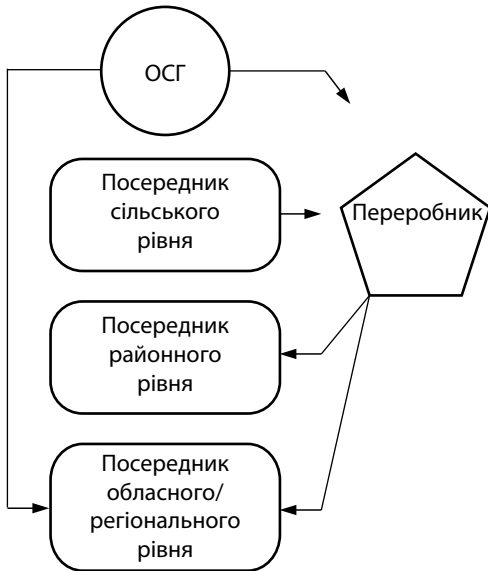 ОСГ
Посередник
сільського
рівня
Переробник
Посередник
районного
рівня
Посередник
обласного/
регіонального
рівня